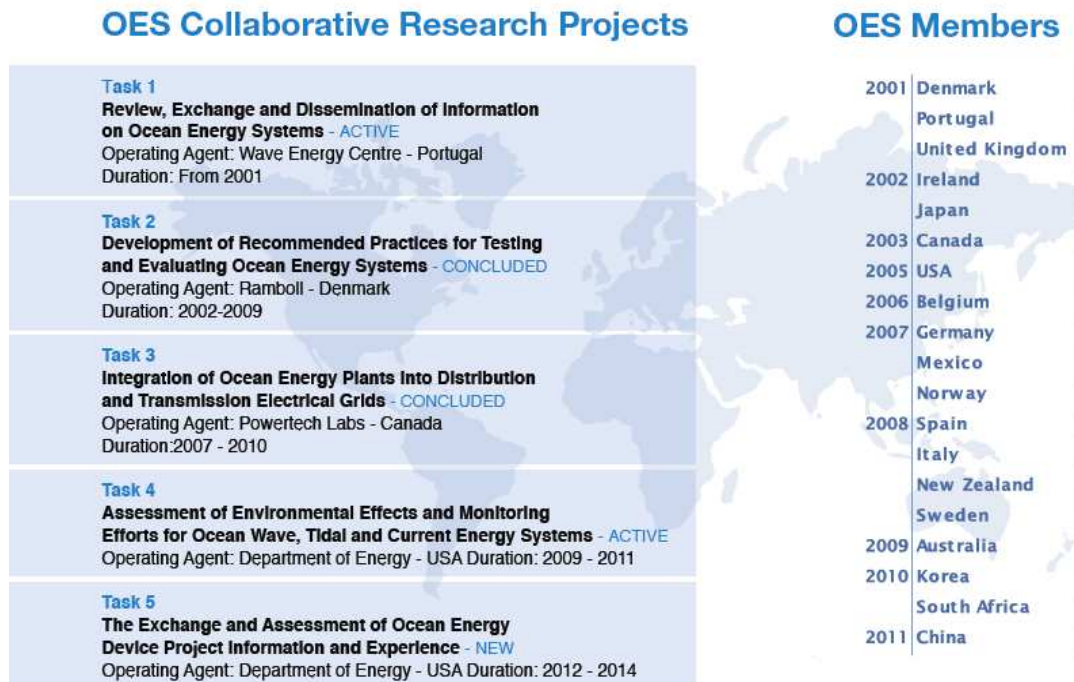 OES Collaborative Research Projects
Task 1
Review, Exchange and Dissemination of Information
on Ocean Energy Systems - ACTIVE
Operating Agent: Wave Energy Centre - Portugal
Duration: From 2001
Task 2
Development of Recommended Practices for Testing
and Evaluating Ocean Energy Systems - CONCLUDED
Operating Agent: Ramboll - Denmark
Duration: 2002-2009
Task 3
Integration of Ocean Energy Plants into Distribution
and Transmission Electrical Grids - CONCLUDED
Operating Agent: Powertech Labs - Canada
Duration:2007 - 2010
Task 4
Assessment of Environmental Effects and Monitoring
Efforts for Ocean Wave, Tidal and Current Energy Systems - ACTIVE
Operating Agent: Department of Energy - USA Duration: 2009 - 2011
Task 5
The Exchange and Assessment of Ocean Energy
Device Project Information and Experience - NEW
Operating Agent: Department of Energy - USA Duration: 2012 - 2014
OES Members
2001 Denmark
Portugal
United Kingdom
2002 Ireland
Japan
2003 Canada
2005 USA
2006 Belgium
2007 Germany
Mexico
Norway
2008 Spain
Italy
New Zealand
Sweden
2009 Australia
2010 Korea
South Africa
2011 China